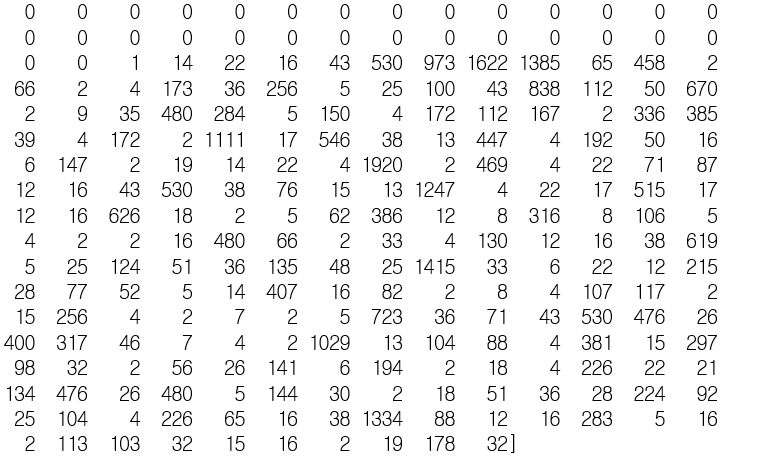 0 0 0 0 0 0 0 0 0 0 0 0 0 0
0 0 0 0 0 0 0 0 0 0 0 0 0 0
0 0 1 14 22 16 43 530 973 1622 1385 65 458 2
66 2 4 173 36 256 5 25 100 43 838 112 50 670
2 9 35 480 284 5 150 4 172 112 167 2 336 385
39 4 172 2 1111 17 546 38 13 447 4 192 50 16
6 147 2 19 14 22 4 1920 2 469 4 22 71 87
12 16 43 530 38 76 15 13 1247 4 22 17 515 17
12 16 626 18 2 5 62 386 12 8 316 8 106 5
4 2 2 16 480 66 2 33 4 130 12 16 38 619
5 25 124 51 36 135 48 25 1415 33 6 22 12 215
28 77 52 5 14 407 16 82 2 8 4 107 117 2
15 256 4 2 7 2 5 723 36 71 43 530 476 26
400 317 46 7 4 2 1029 13 104 88 4 381 15 297
98 32 2 56 26 141 6 194 2 18 4 226 22 21
134 476 26 480 5 144 30 2 18 51 36 28 224 92
25 104 4 226 65 16 38 1334 88 12 16 283 5 16
2 113 103 32 15 16 2 19 178 32]